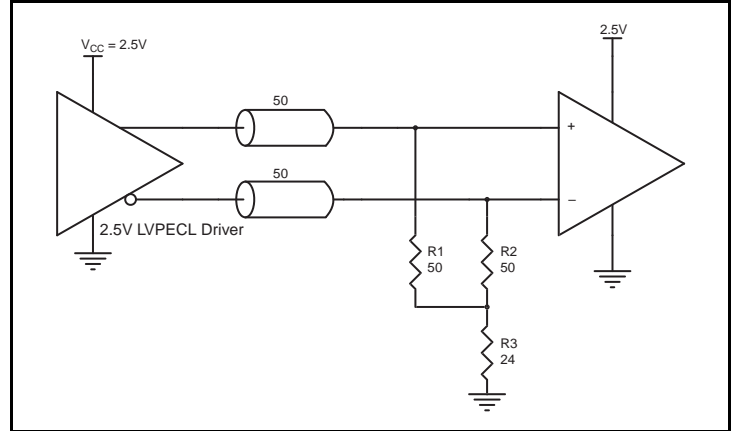 V_CC = 2.5V
2.5V
50
+
50
–
2.5V LVPECL Driver
R1
50
R2
50
R3
24